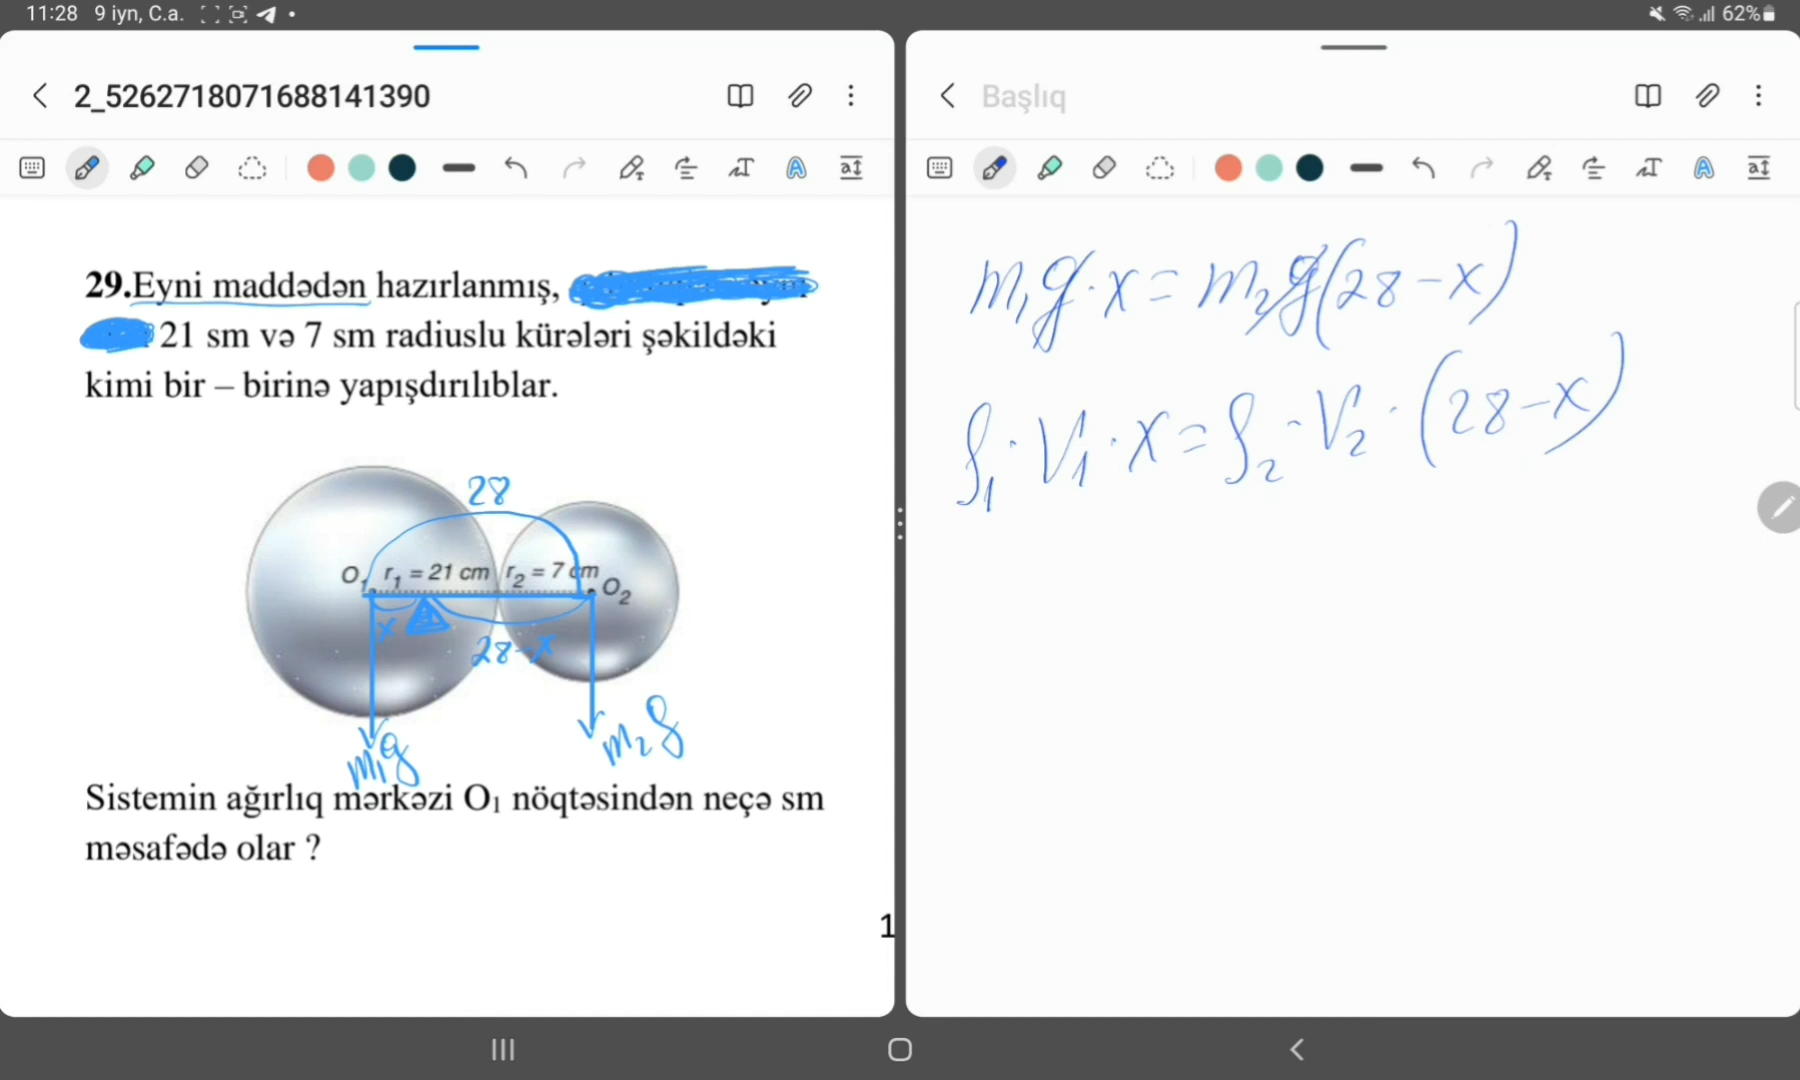 11:28 9 iyn, C.a. 62%
2_5262718071688141390
Başlıq
29.Eyni maddədən hazırlanmış,
21 sm və 7 sm radiuslu kürələri şəkildəki
kimi bir – birinə yapışdırılıblar.
28
O₁ r₁ = 21 cm r₂ = 7 cm O₂
x 28-x
m₁g m₂g
Sistemin ağırlıq mərkəzi O₁ nöqtəsindən neçə sm
məsafədə olar ?
1
m₁g·x=m₂g(28-x)
ρ₁·V₁·x=ρ₂·V₂·(28-x)